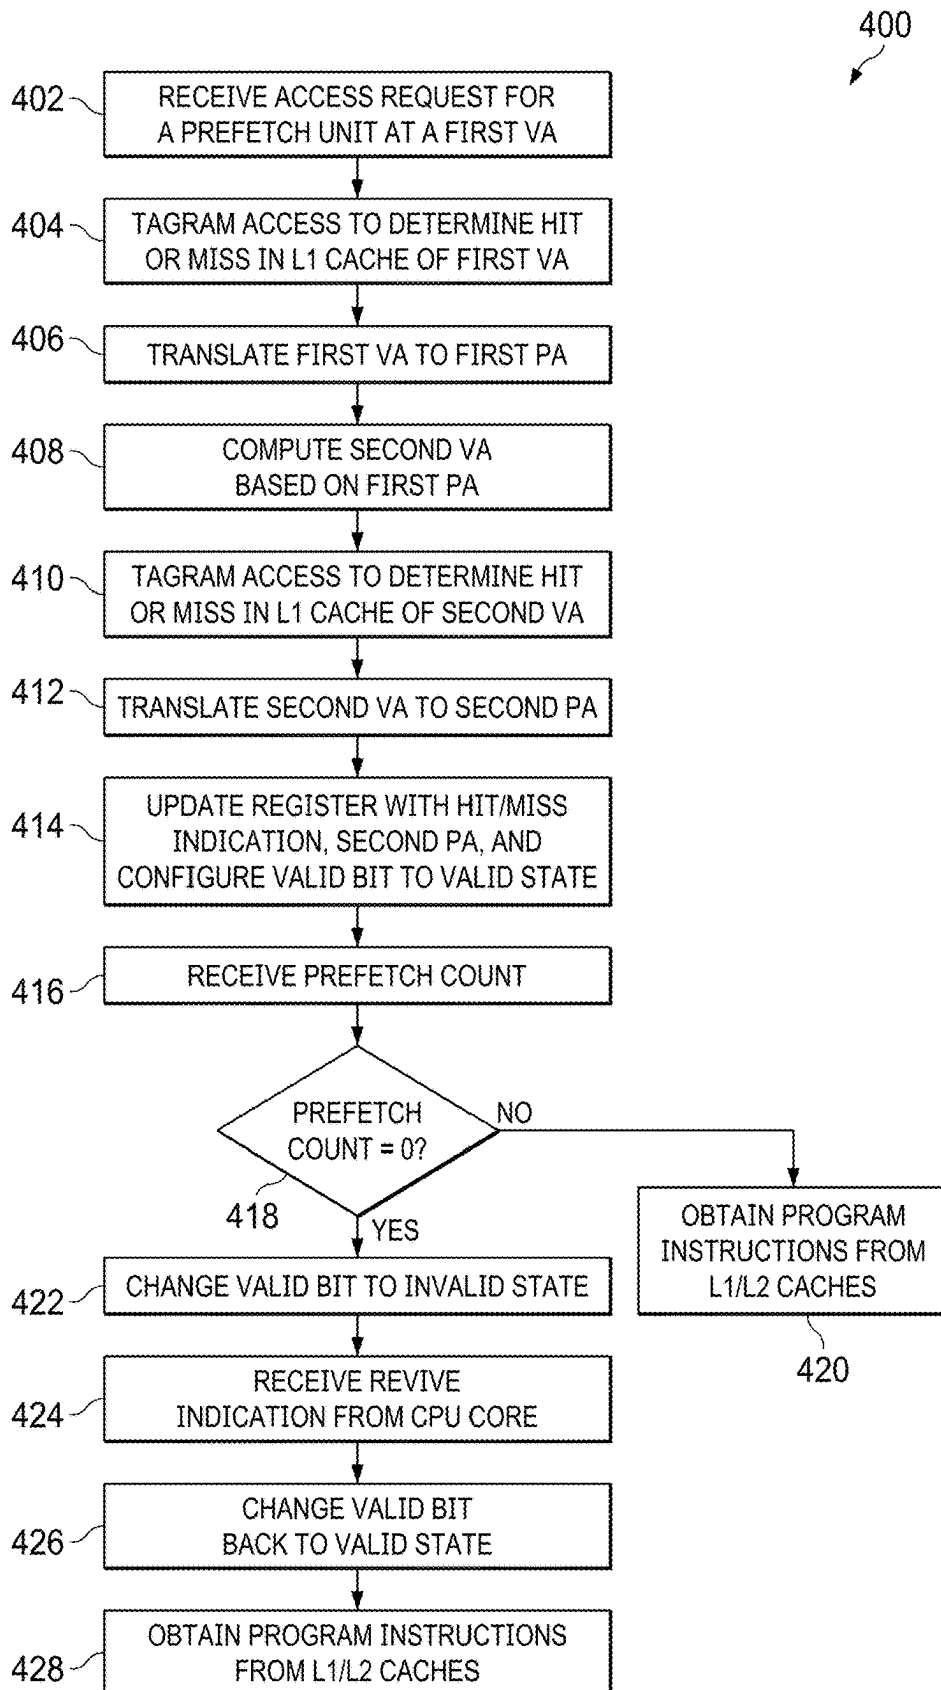 400
402
RECEIVE ACCESS REQUEST FOR
A PREFETCH UNIT AT A FIRST VA
404
TAGRAM ACCESS TO DETERMINE HIT
OR MISS IN L1 CACHE OF FIRST VA
406
TRANSLATE FIRST VA TO FIRST PA
408
COMPUTE SECOND VA
BASED ON FIRST PA
410
TAGRAM ACCESS TO DETERMINE HIT
OR MISS IN L1 CACHE OF SECOND VA
412
TRANSLATE SECOND VA TO SECOND PA
414
UPDATE REGISTER WITH HIT/MISS
INDICATION, SECOND PA, AND
CONFIGURE VALID BIT TO VALID STATE
416
RECEIVE PREFETCH COUNT
PREFETCH
COUNT = 0?
418
NO
YES
OBTAIN PROGRAM
INSTRUCTIONS FROM
L1/L2 CACHES
420
422
CHANGE VALID BIT TO INVALID STATE
424
RECEIVE REVIVE
INDICATION FROM CPU CORE
426
CHANGE VALID BIT
BACK TO VALID STATE
428
OBTAIN PROGRAM INSTRUCTIONS
FROM L1/L2 CACHES